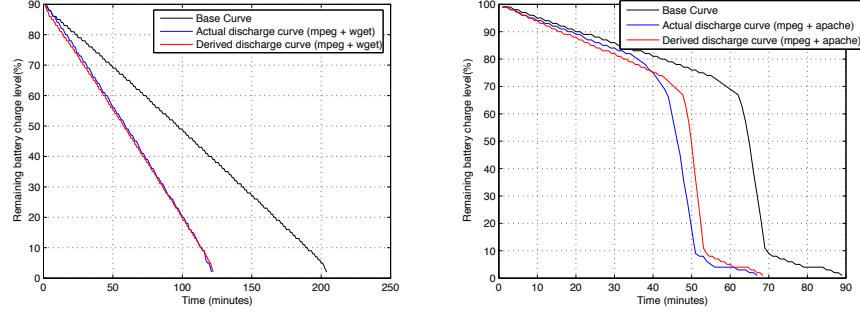 90
80
70
60
50
40
30
20
10
0
Remaining battery charge level(%)
0 50 100 150 200 250
Time (minutes)
Base Curve
Actual discharge curve (mpeg + wget)
Derived discharge curve (mpeg + wget)
100
90
80
70
60
50
40
30
20
10
0
Remaining battery charge level(%)
0 10 20 30 40 50 60 70 80 90
Time (minutes)
Base Curve
Actual discharge curve (mpeg + apache)
Derived discharge curve (mpeg + apache)